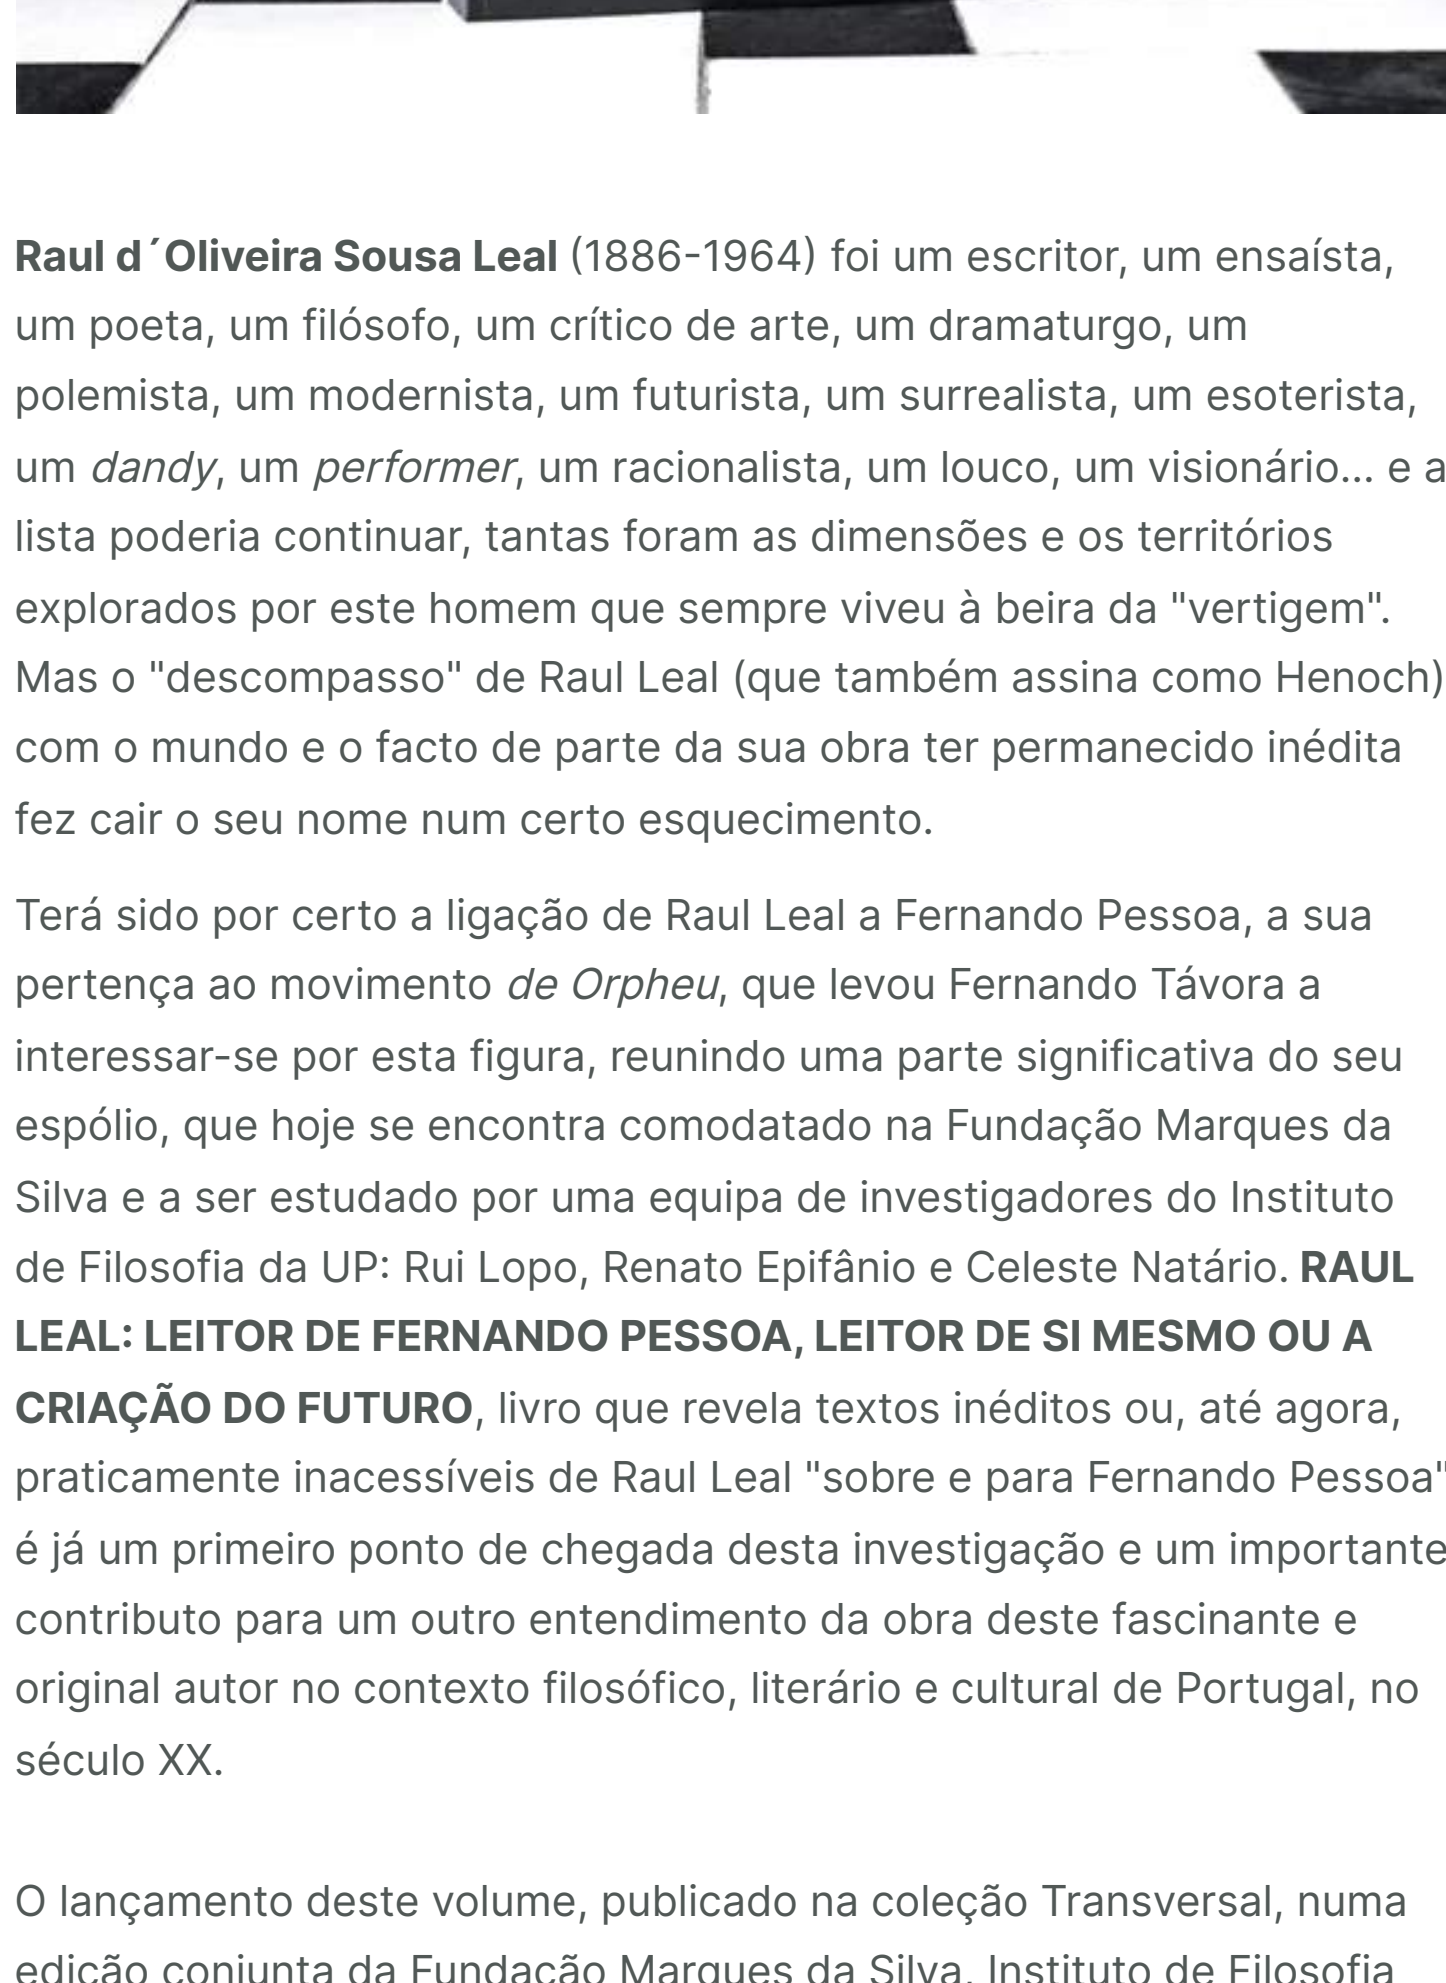 Raul d´Oliveira Sousa Leal (1886-1964) foi um escritor, um ensaísta,
um poeta, um filósofo, um crítico de arte, um dramaturgo, um
polemista, um modernista, um futurista, um surrealista, um esoterista,
um dandy, um performer, um racionalista, um louco, um visionário... e a
lista poderia continuar, tantas foram as dimensões e os territórios
explorados por este homem que sempre viveu à beira da "vertigem".
Mas o "descompasso" de Raul Leal (que também assina como Henoch)
com o mundo e o facto de parte da sua obra ter permanecido inédita
fez cair o seu nome num certo esquecimento.
Terá sido por certo a ligação de Raul Leal a Fernando Pessoa, a sua
pertença ao movimento de Orpheu, que levou Fernando Távora a
interessar-se por esta figura, reunindo uma parte significativa do seu
espólio, que hoje se encontra comodatado na Fundação Marques da
Silva e a ser estudado por uma equipa de investigadores do Instituto
de Filosofia da UP: Rui Lopo, Renato Epifânio e Celeste Natário. RAUL
LEAL: LEITOR DE FERNANDO PESSOA, LEITOR DE SI MESMO OU A
CRIAÇÃO DO FUTURO, livro que revela textos inéditos ou, até agora,
praticamente inacessíveis de Raul Leal "sobre e para Fernando Pessoa"
é já um primeiro ponto de chegada desta investigação e um importante
contributo para um outro entendimento da obra deste fascinante e
original autor no contexto filosófico, literário e cultural de Portugal, no
século XX.
O lançamento deste volume, publicado na coleção Transversal, numa
edição conjunta da Fundação Marques da Silva, Instituto de Filosofia